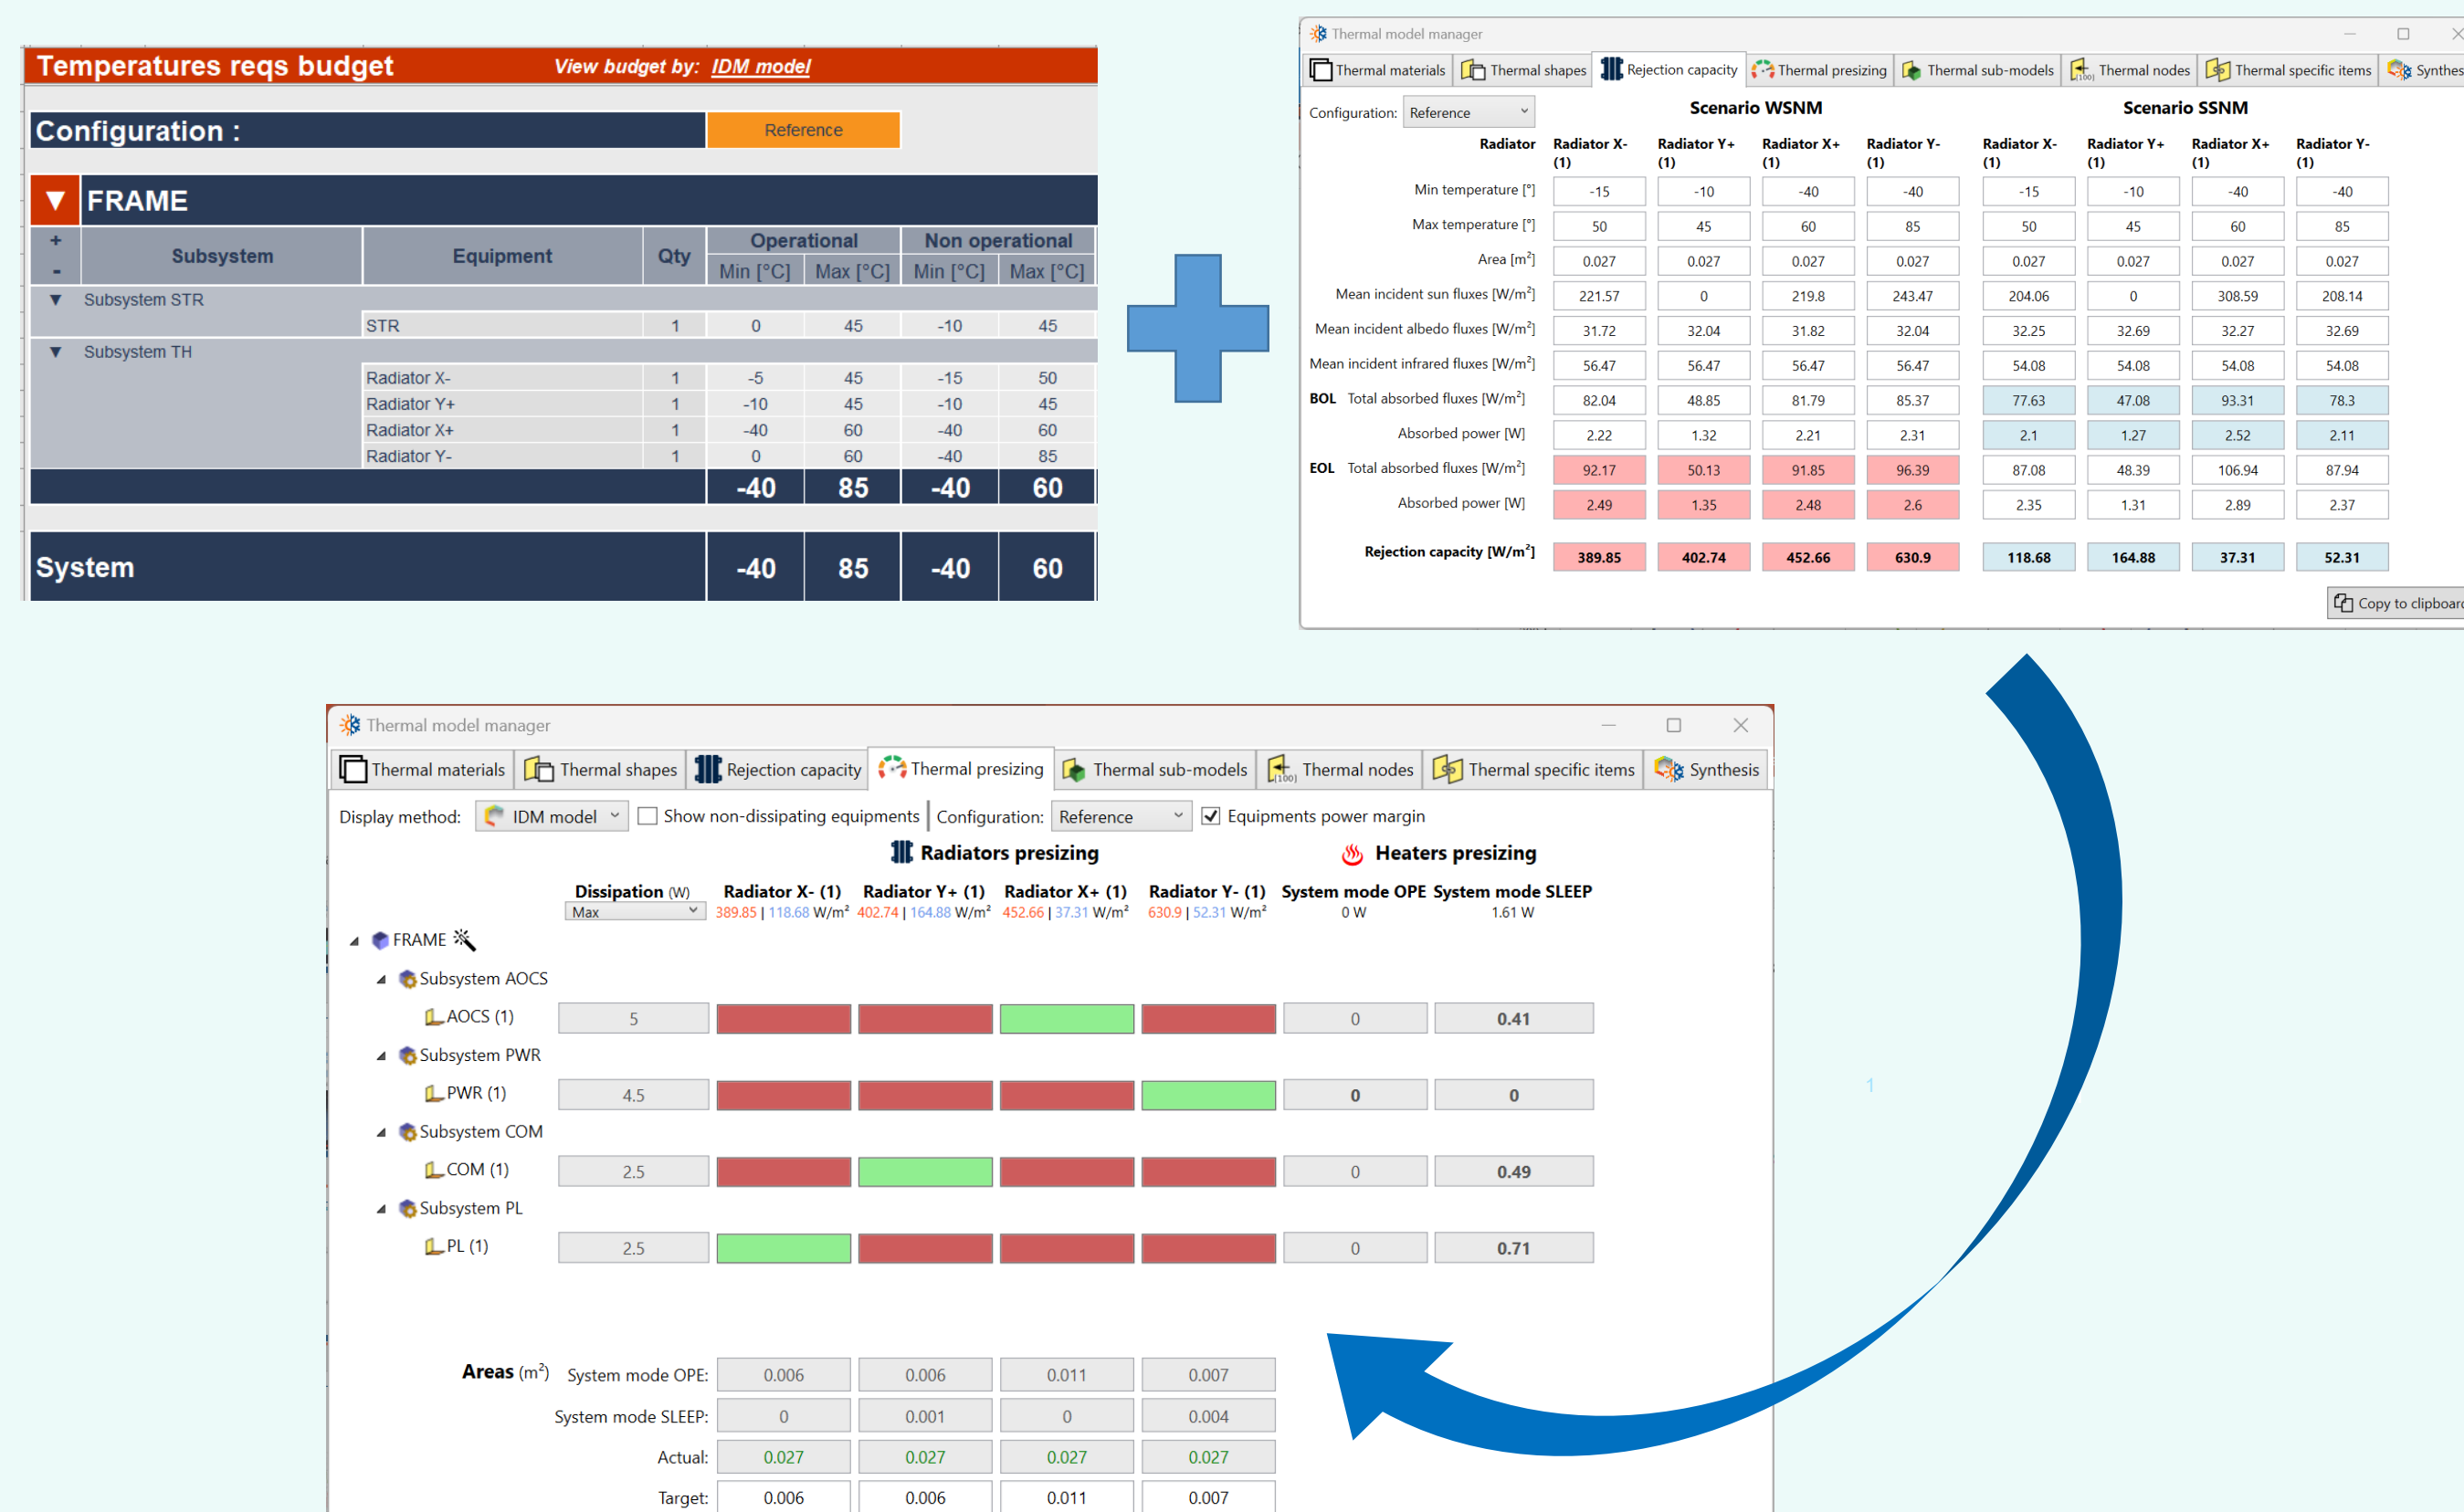 Temperatures reqs budget View budget by: IDM model
Configuration : Reference
▼ FRAME
+ - Subsystem Equipment Qty Operational Non operational
Min [°C] Max [°C] Min [°C] Max [°C]
▼ Subsystem STR
STR 1 0 45 -10 45
▼ Subsystem TH
Radiator X- 1 -5 45 -15 50
Radiator Y+ 1 -10 45 -10 45
Radiator X+ 1 -40 60 -40 60
Radiator Y- 1 0 60 -40 85
-40 85 -40 60
System -40 85 -40 60
Thermal model manager
Thermal materials Thermal shapes Rejection capacity Thermal presizing Thermal sub-models Thermal nodes Thermal specific items Synthes
Configuration: Reference Scenario WSNM Scenario SSNM
Radiator Radiator X- (1) Radiator Y+ (1) Radiator X+ (1) Radiator Y- (1) Radiator X- (1) Radiator Y+ (1) Radiator X+ (1) Radiator Y- (1)
Min temperature [°] -15 -10 -40 -40 -15 -10 -40 -40
Max temperature [°] 50 45 60 85 50 45 60 85
Area [m²] 0.027 0.027 0.027 0.027 0.027 0.027 0.027 0.027
Mean incident sun fluxes [W/m²] 221.57 0 219.8 243.47 204.06 0 308.59 208.14
Mean incident albedo fluxes [W/m²] 31.72 32.04 31.82 32.04 32.25 32.69 32.27 32.69
Mean incident infrared fluxes [W/m²] 56.47 56.47 56.47 56.47 54.08 54.08 54.08 54.08
BOL Total absorbed fluxes [W/m²] 82.04 48.85 81.79 85.37 77.63 47.08 93.31 78.3
Absorbed power [W] 2.22 1.32 2.21 2.31 2.1 1.27 2.52 2.11
EOL Total absorbed fluxes [W/m²] 92.17 50.13 91.85 96.39 87.08 48.39 106.94 87.94
Absorbed power [W] 2.49 1.35 2.48 2.6 2.35 1.31 2.89 2.37
Rejection capacity [W/m²] 389.85 402.74 452.66 630.9 118.68 164.88 37.31 52.31
Copy to clipboard
Thermal model manager
Thermal materials Thermal shapes Rejection capacity Thermal presizing Thermal sub-models [100] Thermal nodes Thermal specific items Synthesis
Display method: IDM model Show non-dissipating equipments Configuration: Reference Equipments power margin
Radiators presizing Heaters presizing
Dissipation (W) Radiator X- (1) Radiator Y+ (1) Radiator X+ (1) Radiator Y- (1) System mode OPE System mode SLEEP
Max 389.85 | 118.68 W/m² 402.74 | 164.88 W/m² 452.66 | 37.31 W/m² 630.9 | 52.31 W/m² 0 W 1.61 W
FRAME
Subsystem AOCS
AOCS (1) 5 0 0.41
Subsystem PWR
PWR (1) 4.5 0 0
Subsystem COM
COM (1) 2.5 0 0.49
Subsystem PL
PL (1) 2.5 0 0.71
Areas (m²) System mode OPE: 0.006 0.006 0.011 0.007
System mode SLEEP: 0 0.001 0 0.004
Actual: 0.027 0.027 0.027 0.027
Target: 0.006 0.006 0.011 0.007
1